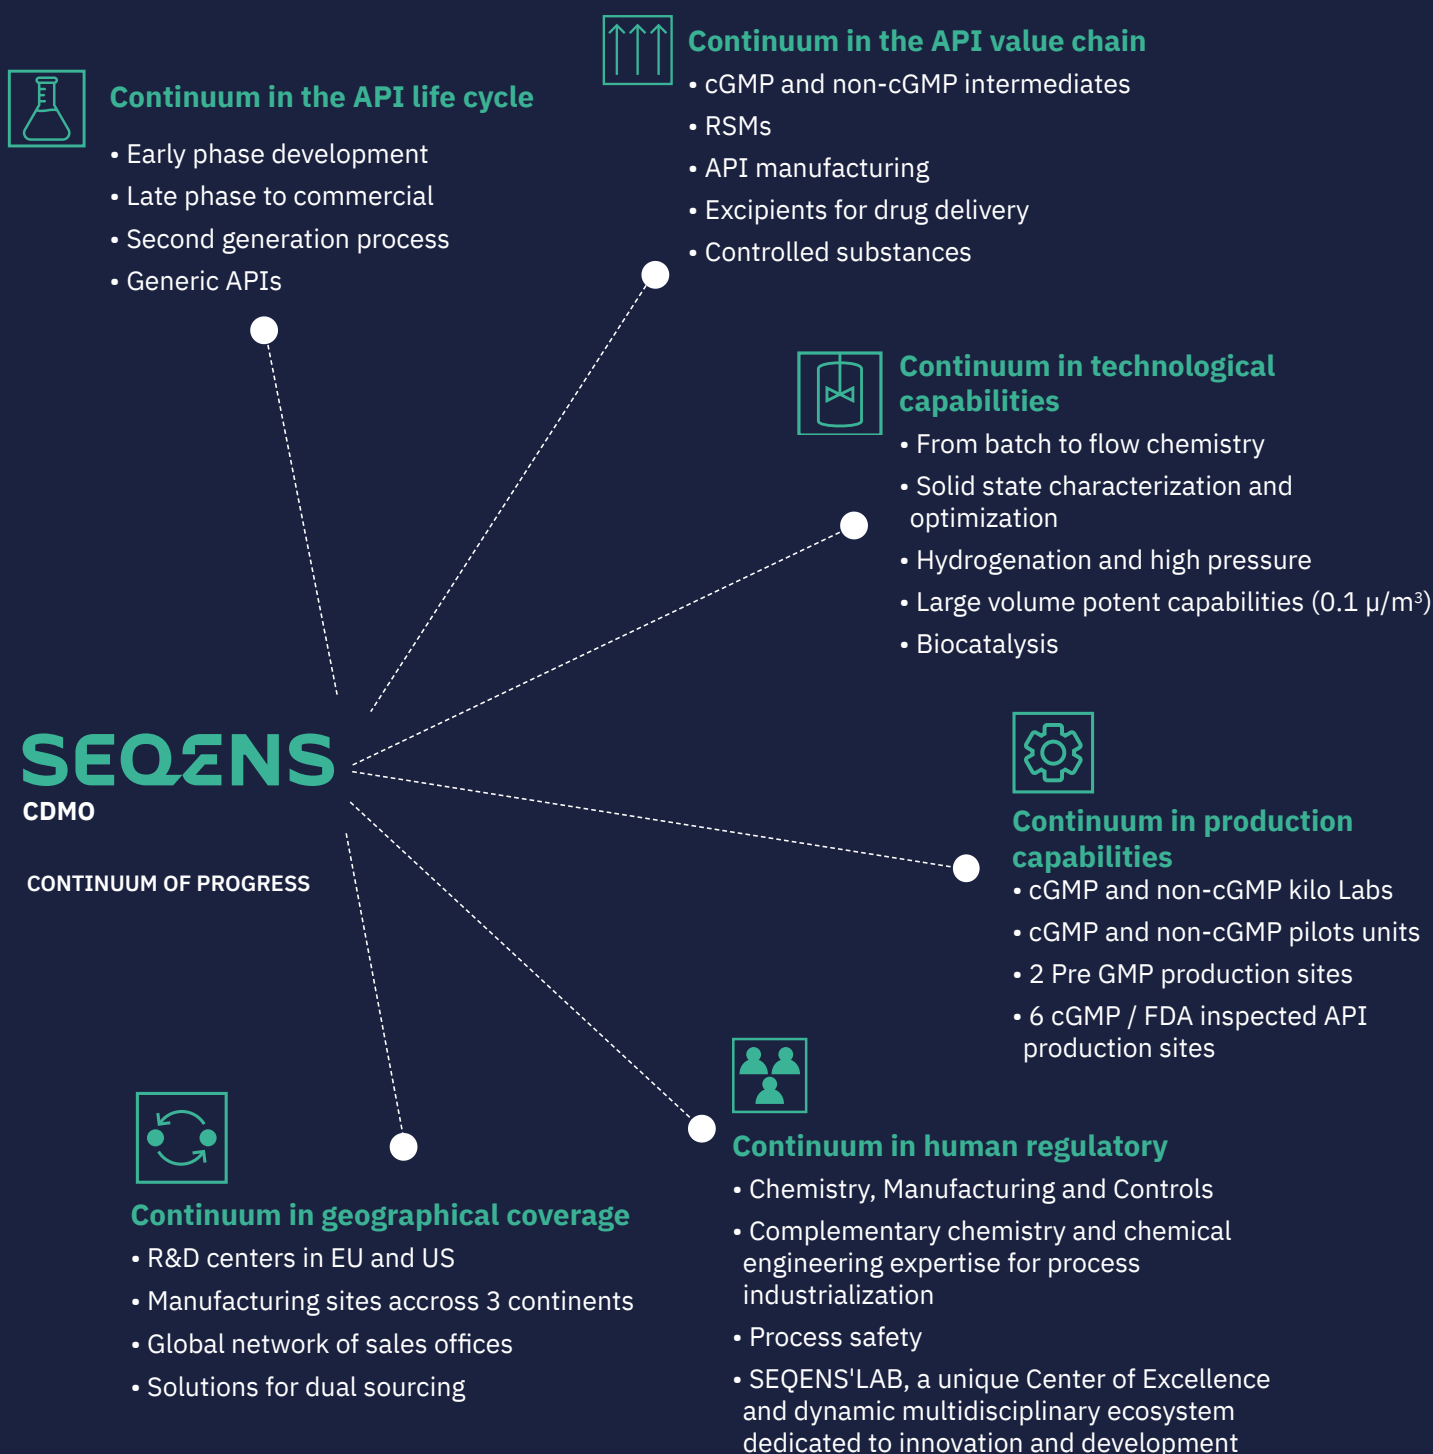 Continuum in the API life cycle
• Early phase development
• Late phase to commercial
• Second generation process
• Generic APIs
Continuum in the API value chain
• cGMP and non-cGMP intermediates
• RSMs
• API manufacturing
• Excipients for drug delivery
• Controlled substances
Continuum in technological
capabilities
• From batch to flow chemistry
• Solid state characterization and
optimization
• Hydrogenation and high pressure
• Large volume potent capabilities (0.1 µ/m³)
• Biocatalysis
SEQENS
CDMO
CONTINUUM OF PROGRESS
Continuum in production
capabilities
• cGMP and non-cGMP kilo Labs
• cGMP and non-cGMP pilots units
• 2 Pre GMP production sites
• 6 cGMP / FDA inspected API
production sites
Continuum in human regulatory
• Chemistry, Manufacturing and Controls
• Complementary chemistry and chemical
engineering expertise for process
industrialization
• Process safety
• SEQENS'LAB, a unique Center of Excellence
and dynamic multidisciplinary ecosystem
dedicated to innovation and development
Continuum in geographical coverage
• R&D centers in EU and US
• Manufacturing sites accross 3 continents
• Global network of sales offices
• Solutions for dual sourcing